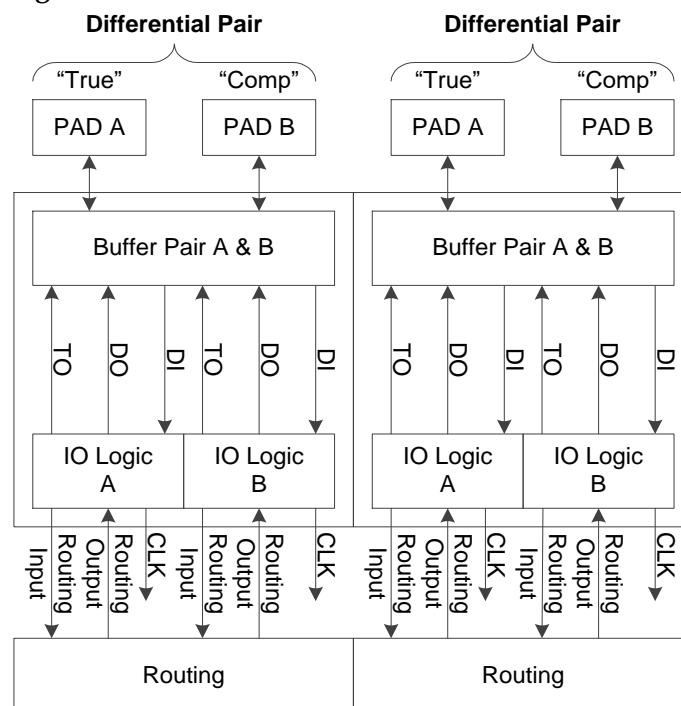 Differential Pair Differential Pair
“True” “Comp” “True” “Comp”
PAD A PAD B PAD A PAD B
Buffer Pair A & B Buffer Pair A & B
TO DO DI TO DO DI TO DO DI TO DO DI
IO Logic IO Logic IO Logic IO Logic
A B A B
Routing Input Routing Output CLK Routing Input Routing Output CLK Routing Input Routing Output CLK Routing Input Routing Output CLK
Routing Routing